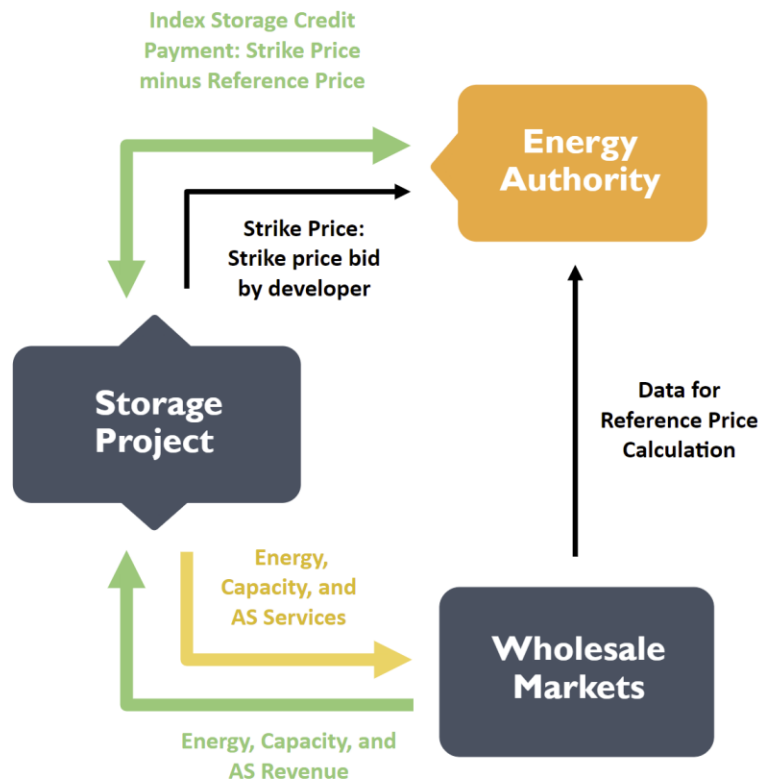 Index Storage Credit
Payment: Strike Price
minus Reference Price
Energy
Authority
Strike Price:
Strike price bid
by developer
Storage
Project
Data for
Reference Price
Calculation
Energy,
Capacity, and
AS Services
Wholesale
Markets
Energy, Capacity, and
AS Revenue